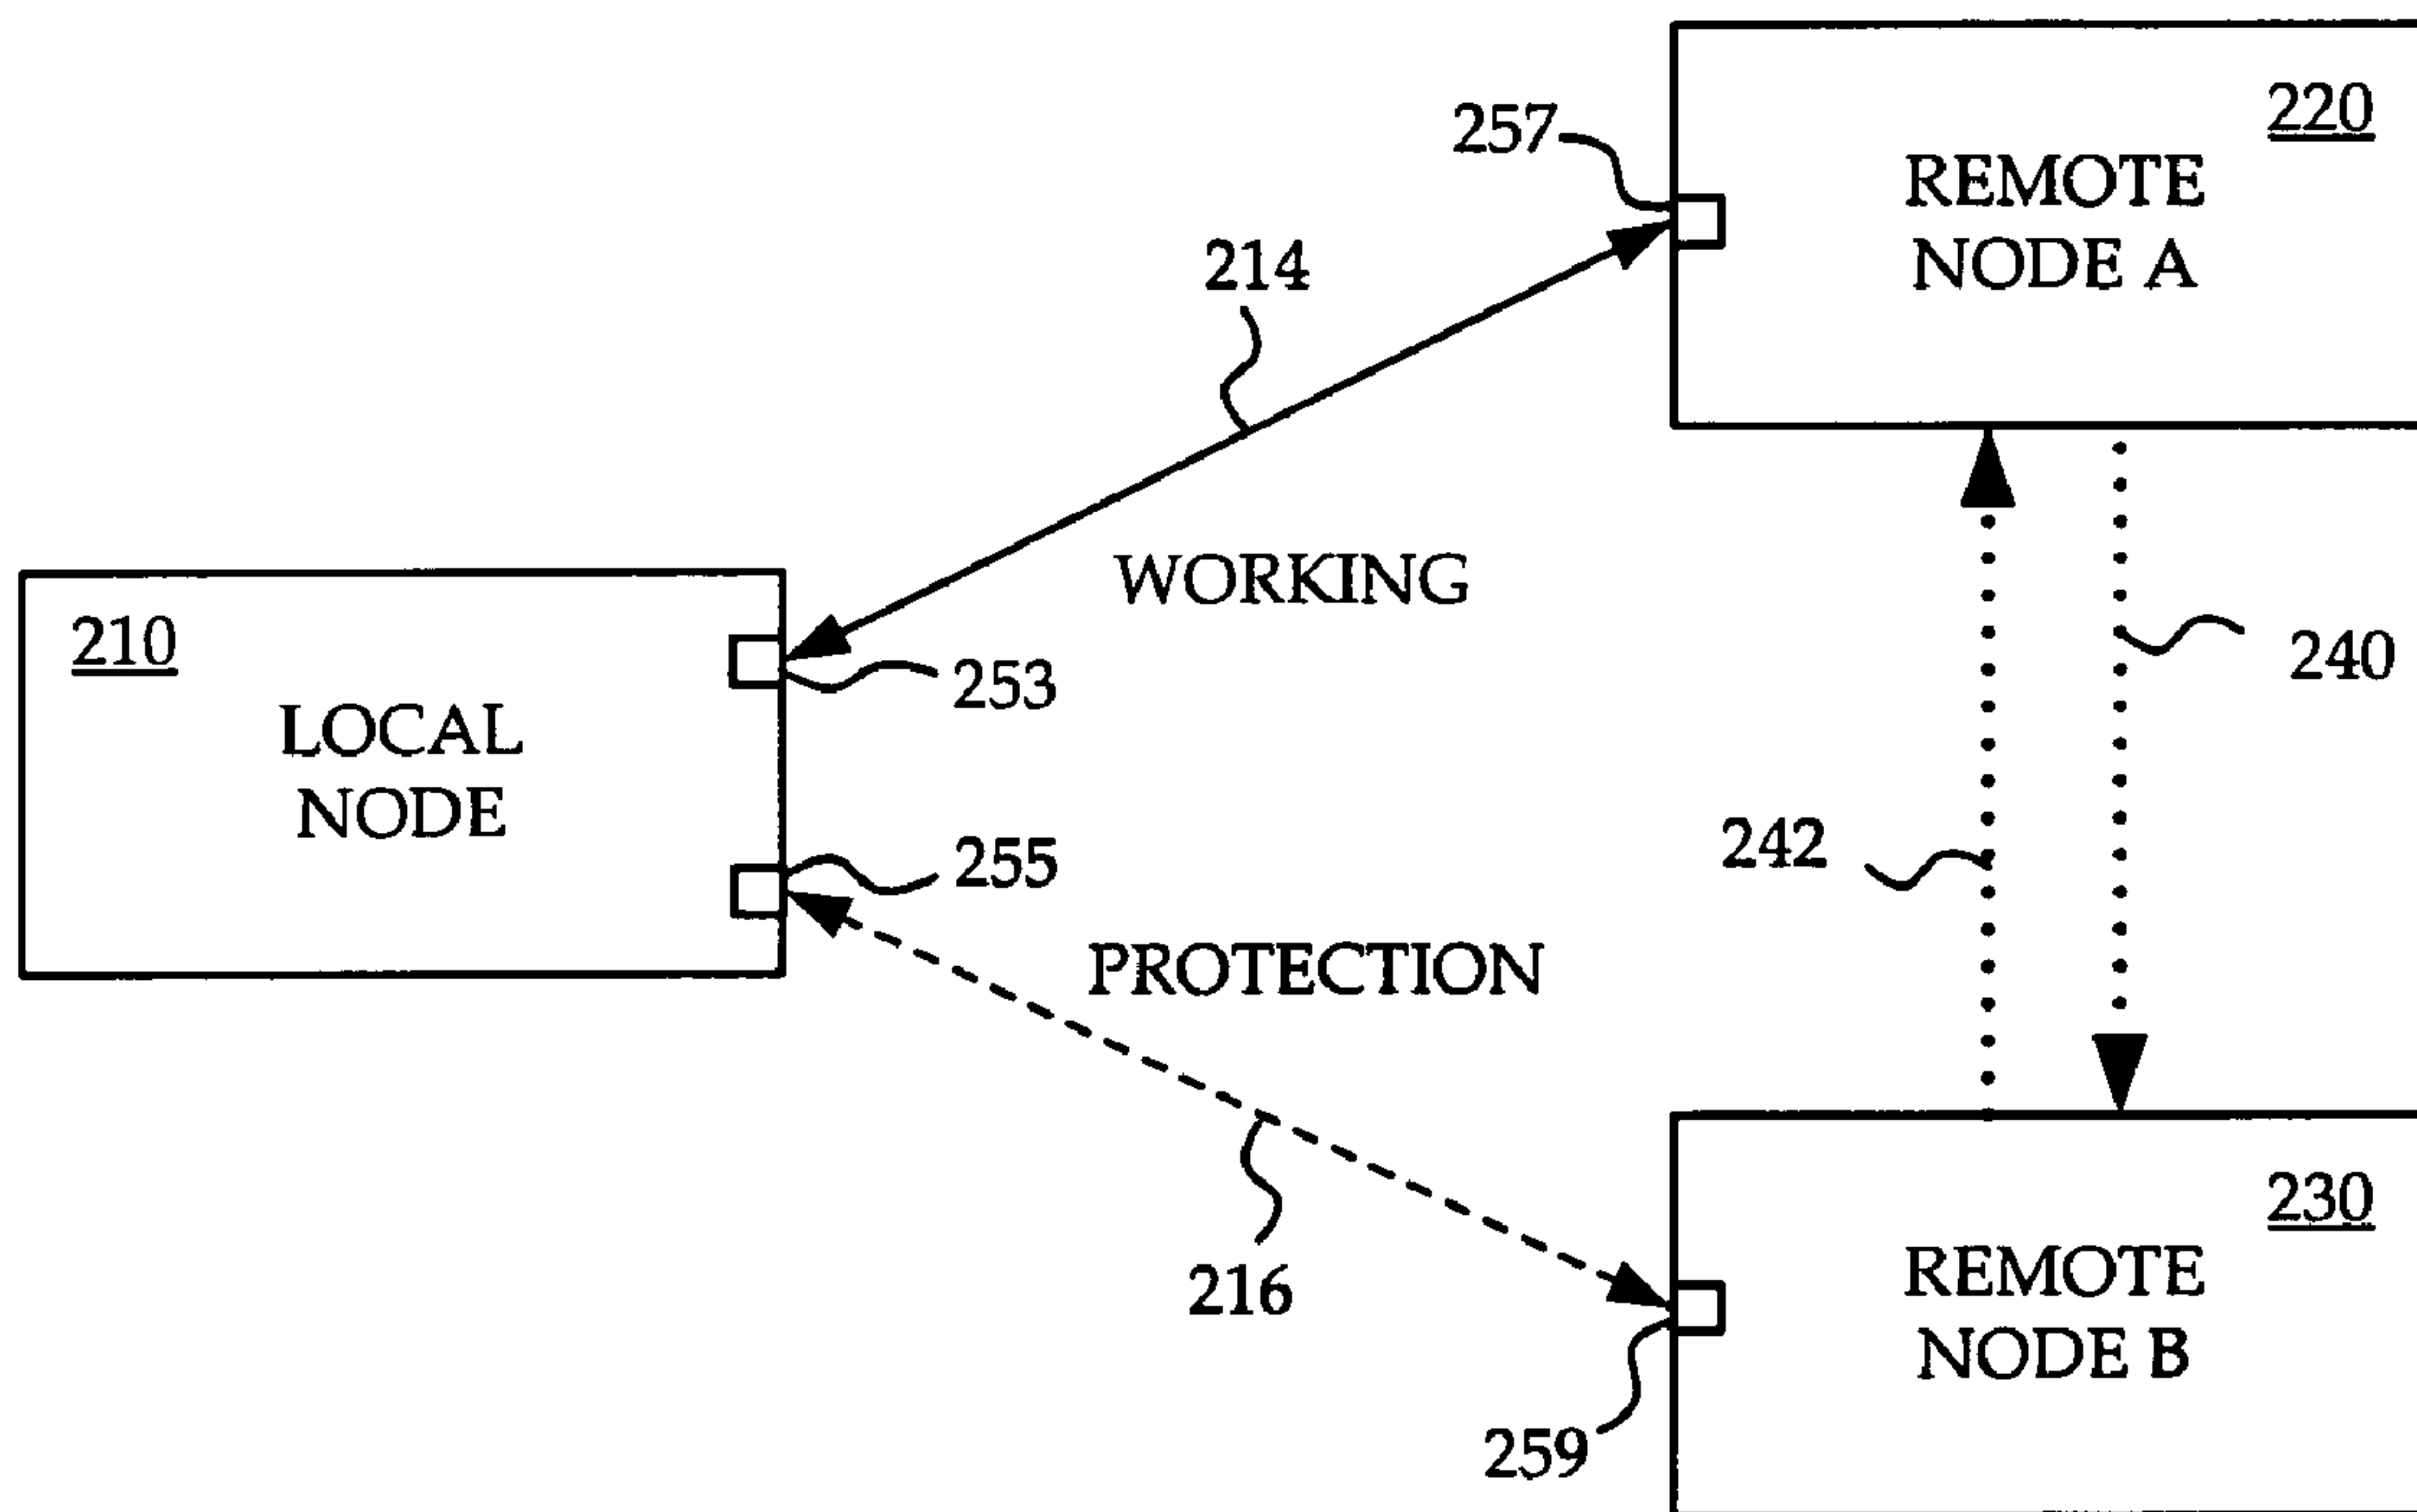 220
REMOTE
NODE A
257
214
WORKING
210
LOCAL
NODE
253
255
240
242
PROTECTION
216
230
REMOTE
NODE B
259